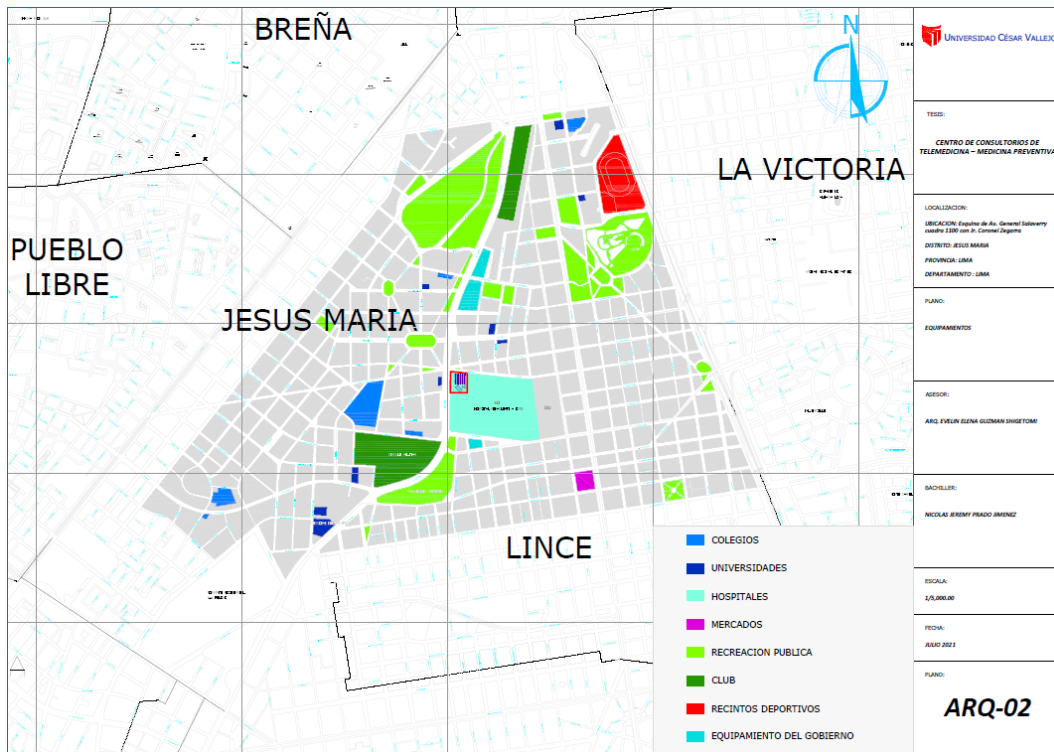 BREÑA
N
LA VICTORIA
PUEBLO
LIBRE
JESUS MARIA
LINCE
COLEGIOS
UNIVERSIDADES
HOSPITALES
MERCADOS
RECREACION PUBLICA
CLUB
RECINTOS DEPORTIVOS
EQUIPAMIENTO DEL GOBIERNO
UNIVERSIDAD CÉSAR VALLEJO
TESIS:
CENTRO DE CONSULTORIOS DE
TELEMEDICINA – MEDICINA PREVENTIVA
LOCALIZACION:
UBICACION: Esquina de Av. General Salaverry
cuadra 1100 con Jr. Coronel Zegarra
DISTRITO: JESUS MARIA
PROVINCIA: LIMA
DEPARTAMENTO : LIMA
PLANO:
EQUIPAMIENTOS
ASESOR:
ARQ. EVELIN ELENA GUZMAN SHIGETOMI
BACHILLER:
NICOLAS JEREMY PRADO JIMENEZ
ESCALA:
1/5,000.00
FECHA:
JULIO 2021
PLANO:
ARQ-02